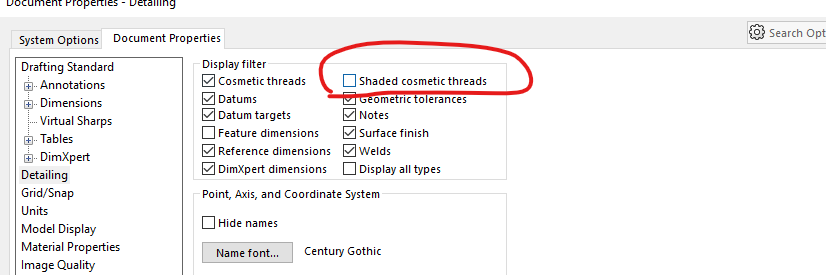 Document Properties - Detailing
System Options
Document Properties
Search Opt
Drafting Standard
Annotations
Dimensions
Virtual Sharps
Tables
DimXpert
Detailing
Grid/Snap
Units
Model Display
Material Properties
Image Quality
Display filter
Cosmetic threads
Shaded cosmetic threads
Datums
Geometric tolerances
Datum targets
Notes
Feature dimensions
Surface finish
Reference dimensions
Welds
DimXpert dimensions
Display all types
Point, Axis, and Coordinate System
Hide names
Name font...
Century Gothic